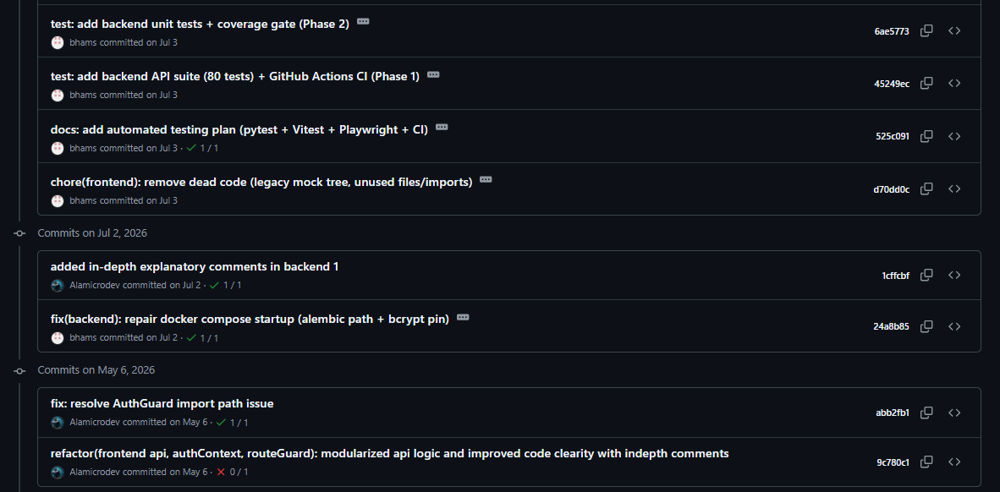 test: add backend unit tests + coverage gate (Phase 2)
bhams committed on Jul 3
6ae5773
test: add backend API suite (80 tests) + GitHub Actions CI (Phase 1)
bhams committed on Jul 3
45249ec
docs: add automated testing plan (pytest + Vitest + Playwright + CI)
bhams committed on Jul 3 · 1 / 1
525c091
chore(frontend): remove dead code (legacy mock tree, unused files/imports)
bhams committed on Jul 3
d70dd0c
Commits on Jul 2, 2026
added in-depth explanatory comments in backend 1
Alamicrodev committed on Jul 2 · 1 / 1
1cffcbf
fix(backend): repair docker compose startup (alembic path + bcrypt pin)
bhams committed on Jul 2 · 1 / 1
24a8b85
Commits on May 6, 2026
fix: resolve AuthGuard import path issue
Alamicrodev committed on May 6 · 1 / 1
abb2fb1
refactor(frontend api, authContext, routeGuard): modularized api logic and improved code clearity with indepth comments
Alamicrodev committed on May 6 · 0 / 1
9c780c1